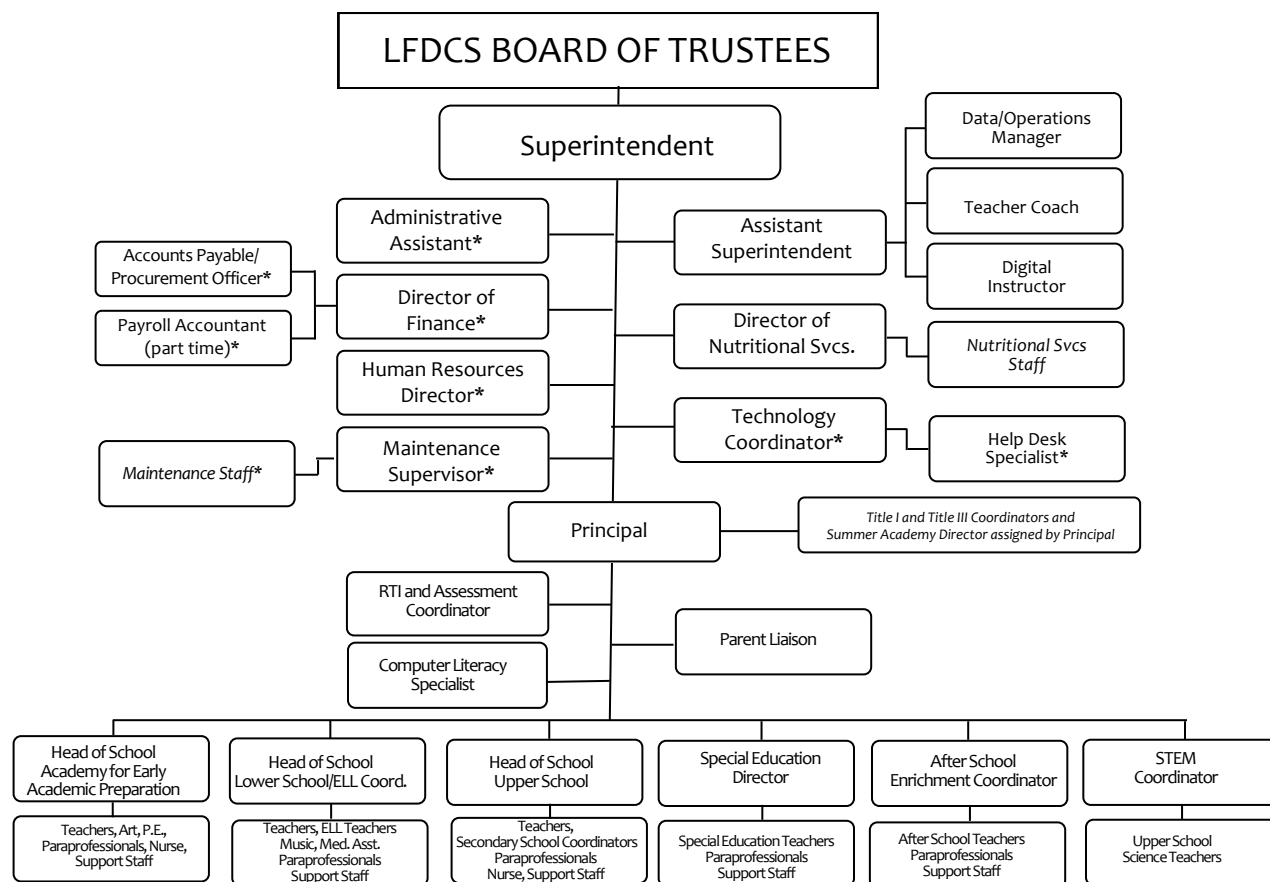 LFDCS BOARD OF TRUSTEES
Superintendent
Data/Operations
Manager
Teacher Coach
Digital
Instructor
Administrative
Assistant*
Assistant
Superintendent
Accounts Payable/
Procurement Officer*
Payroll Accountant
(part time)*
Director of
Finance*
Director of
Nutritional Svcs.
Nutritional Svcs
Staff
Human Resources
Director*
Technology
Coordinator*
Help Desk
Specialist*
Maintenance Staff*
Maintenance
Supervisor*
Principal
Title I and Title III Coordinators and
Summer Academy Director assigned by Principal
RTI and Assessment
Coordinator
Parent Liaison
Computer Literacy
Specialist
Head of School
Academy for Early
Academic Preparation
Head of School
Lower School/ELL Coord.
Head of School
Upper School
Special Education
Director
After School
Enrichment Coordinator
STEM
Coordinator
Teachers, Art, P.E.,
Paraprofessionals, Nurse,
Support Staff
Teachers, ELL Teachers
Music, Med. Asst.
Paraprofessionals
Support Staff
Teachers,
Secondary School Coordinators
Paraprofessionals
Nurse, Support Staff
Special Education Teachers
Paraprofessionals
Support Staff
After School Teachers
Paraprofessionals
Support Staff
Upper School
Science Teachers